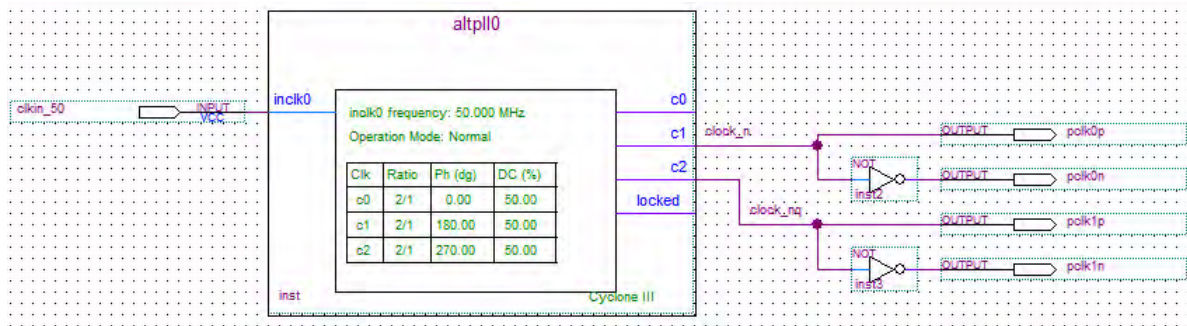 altpll0
clkin_50
INPUT
VCC
inclk0
inclk0 frequency: 50.000 MHz
Operation Mode: Normal
Clk Ratio Ph (dg) DC (%)
c0 2/1 0.00 50.00
c1 2/1 180.00 50.00
c2 2/1 270.00 50.00
inst
Cyclone III
c0
c1
c2
locked
clock_n
clock_nq
OUTPUT pclk0p
NOT
inst2
OUTPUT pclk0n
OUTPUT pclk1p
NOT
inst3
OUTPUT pclk1n